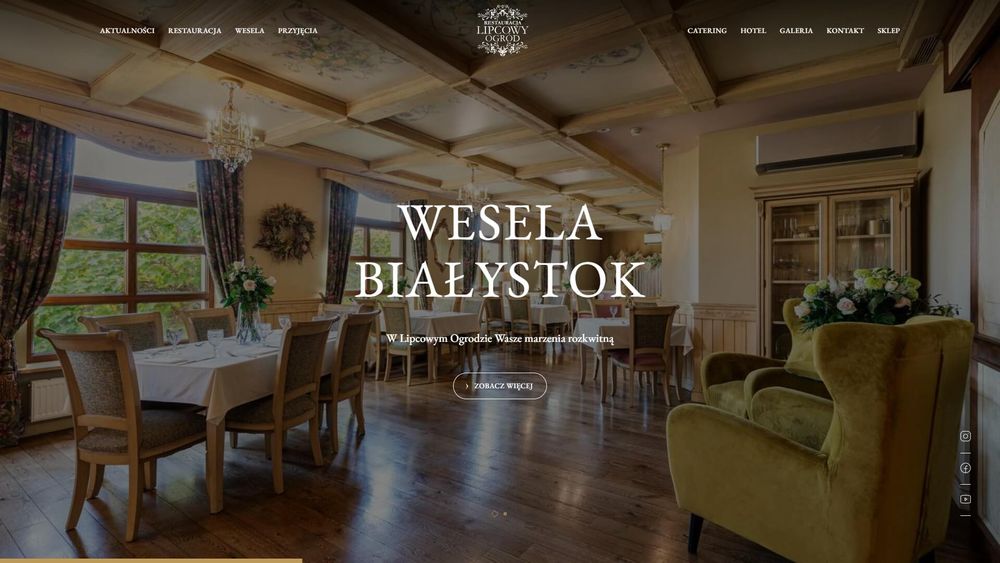 AKTUALNOŚCI
RESTAURACJA
WESELA
PRZYJĘCIA
RESTAURACJA
LIPCOWY
OGRÓD
CATERING
HOTEL
GALERIA
KONTAKT
SKLEP
WESELA
BIAŁYSTOK
W Lipcowym Ogrodzie Wasze marzenia rozkwitną
› ZOBACZ WIĘCEJ